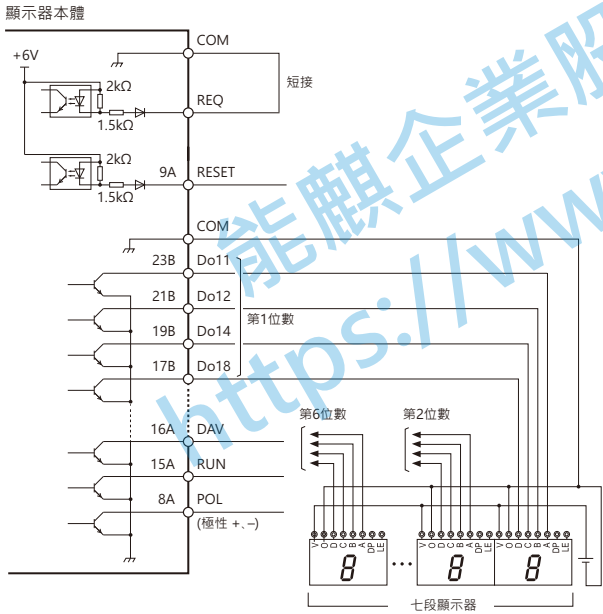 顯示器本體
COM
+6V
2kΩ
短接
REQ
1.5kΩ
2kΩ
9A RESET
1.5kΩ
COM
23B Do11
21B Do12
第1位數
19B Do14
17B Do18
第6位數 第2位數
16A DAV
15A RUN
8A POL
(極性 +、–)
V O D C B A DP LE V O D C B A DP LE V O D C B A DP LE
8 ... 8 8
七段顯示器
能麒企業股
https://www